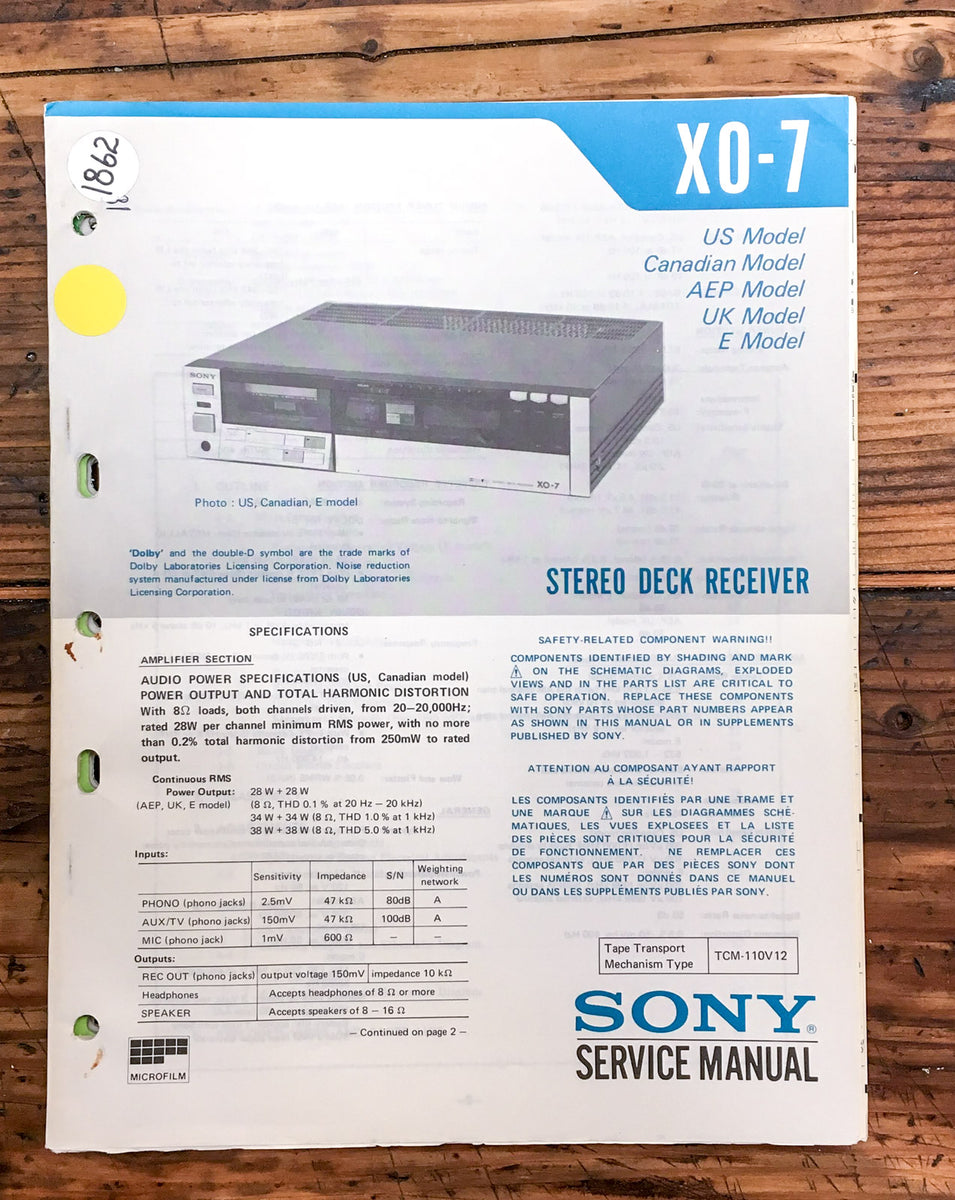 1862
XO-7
US Model
Canadian Model
AEP Model
UK Model
E Model
SONY
XO-7
Photo : US, Canadian, E model
'Dolby' and the double-D symbol are the trade marks of
Dolby Laboratories Licensing Corporation. Noise reduction
system manufactured under license from Dolby Laboratories
Licensing Corporation.
STEREO DECK RECEIVER
SPECIFICATIONS
AMPLIFIER SECTION
AUDIO POWER SPECIFICATIONS (US, Canadian model)
POWER OUTPUT AND TOTAL HARMONIC DISTORTION
With 8Ω loads, both channels driven, from 20–20,000Hz;
rated 28W per channel minimum RMS power, with no more
than 0.2% total harmonic distortion from 250mW to rated
output.
Continuous RMS
Power Output: 28 W + 28 W
(AEP, UK, E model) (8 Ω, THD 0.1 % at 20 Hz – 20 kHz)
34 W + 34 W (8 Ω, THD 1.0 % at 1 kHz)
38 W + 38 W (8 Ω, THD 5.0 % at 1 kHz)
Inputs:
Sensitivity Impedance S/N Weighting network
PHONO (phono jacks) 2.5mV 47 kΩ 80dB A
AUX/TV (phono jacks) 150mV 47 kΩ 100dB A
MIC (phono jack) 1mV 600 Ω – –
Outputs:
REC OUT (phono jacks) output voltage 150mV impedance 10 kΩ
Headphones Accepts headphones of 8 Ω or more
SPEAKER Accepts speakers of 8 – 16 Ω
– Continued on page 2 –
MICROFILM
SAFETY-RELATED COMPONENT WARNING!!
COMPONENTS IDENTIFIED BY SHADING AND MARK
⚠ ON THE SCHEMATIC DIAGRAMS, EXPLODED
VIEWS AND IN THE PARTS LIST ARE CRITICAL TO
SAFE OPERATION. REPLACE THESE COMPONENTS
WITH SONY PARTS WHOSE PART NUMBERS APPEAR
AS SHOWN IN THIS MANUAL OR IN SUPPLEMENTS
PUBLISHED BY SONY.
ATTENTION AU COMPOSANT AYANT RAPPORT
À LA SÉCURITÉ!
LES COMPOSANTS IDENTIFIÉS PAR UNE TRAME ET
UNE MARQUE ⚠ SUR LES DIAGRAMMES SCHÉ-
MATIQUES, LES VUES EXPLOSEES ET LA LISTE
DES PIÈCES SONT CRITIQUES POUR LA SÉCURITÉ
DE FONCTIONNEMENT. NE REMPLACER CES
COMPOSANTS QUE PAR DES PIÈCES SONY DONT
LES NUMÉROS SONT DONNÉS DANS CE MANUEL
OU DANS LES SUPPLÉMENTS PUBLIÉS PAR SONY.
Tape Transport
Mechanism Type TCM-110V12
SONY®
SERVICE MANUAL